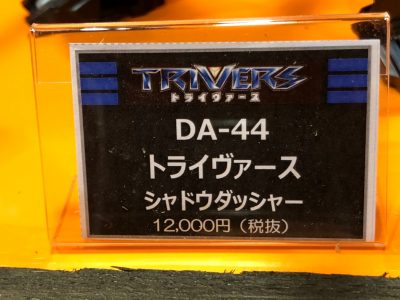 TRIVERS
トライヴァース
DA-44
トライヴァース
シャドウダッシャー
12,000円（税抜）